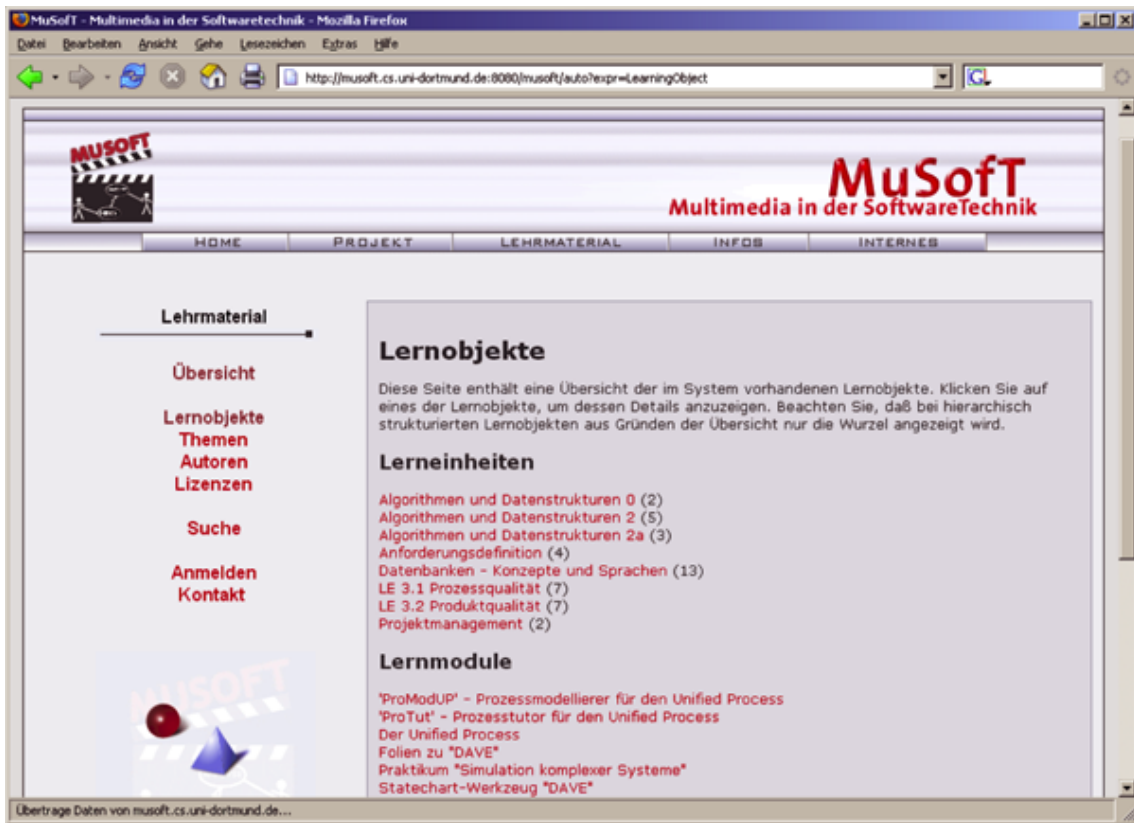 MuSofT - Multimedia in der Softwaretechnik - Mozilla Firefox
Datei Bearbeiten Ansicht Gehe Lesezeichen Extras Hilfe
http://musoft.cs.uni-dortmund.de:8080/musoft/auto?expr=LearningObject
G
MUSOFT
MuSofT
Multimedia in der SoftwareTechnik
HOME PROJEKT LEHRMATERIAL INFOS INTERNES
Lehrmaterial
Übersicht
Lernobjekte
Themen
Autoren
Lizenzen
Suche
Anmelden
Kontakt
MUSOFT
Lernobjekte
Diese Seite enthält eine Übersicht der im System vorhandenen Lernobjekte. Klicken Sie auf
eines der Lernobjekte, um dessen Details anzuzeigen. Beachten Sie, daß bei hierarchisch
strukturierten Lernobjekten aus Gründen der Übersicht nur die Wurzel angezeigt wird.
Lerneinheiten
Algorithmen und Datenstrukturen 0 (2)
Algorithmen und Datenstrukturen 2 (5)
Algorithmen und Datenstrukturen 2a (3)
Anforderungsdefinition (4)
Datenbanken - Konzepte und Sprachen (13)
LE 3.1 Prozessqualität (7)
LE 3.2 Produktqualität (7)
Projektmanagement (2)
Lernmodule
'ProModUP' - Prozessmodellierer für den Unified Process
'ProTut' - Prozesstutor für den Unified Process
Der Unified Process
Folien zu "DAVE"
Praktikum "Simulation komplexer Systeme"
Statechart-Werkzeug "DAVE"
Übertrage Daten von musoft.cs.uni-dortmund.de...